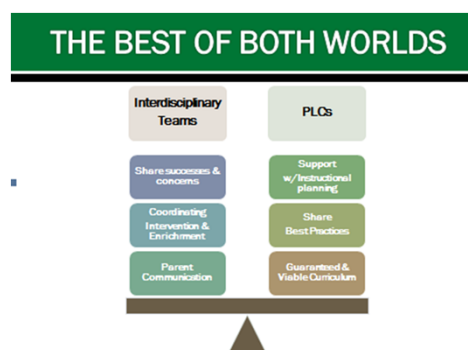 THE BEST OF BOTH WORLDS
Interdisciplinary
Teams
Share successes &
concerns
Coordinating
Intervention &
Enrichment
Parent
Communication
PLCs
Support
w/Instructional
planning
Share
Best Practices
Guaranteed &
Viable Curriculum